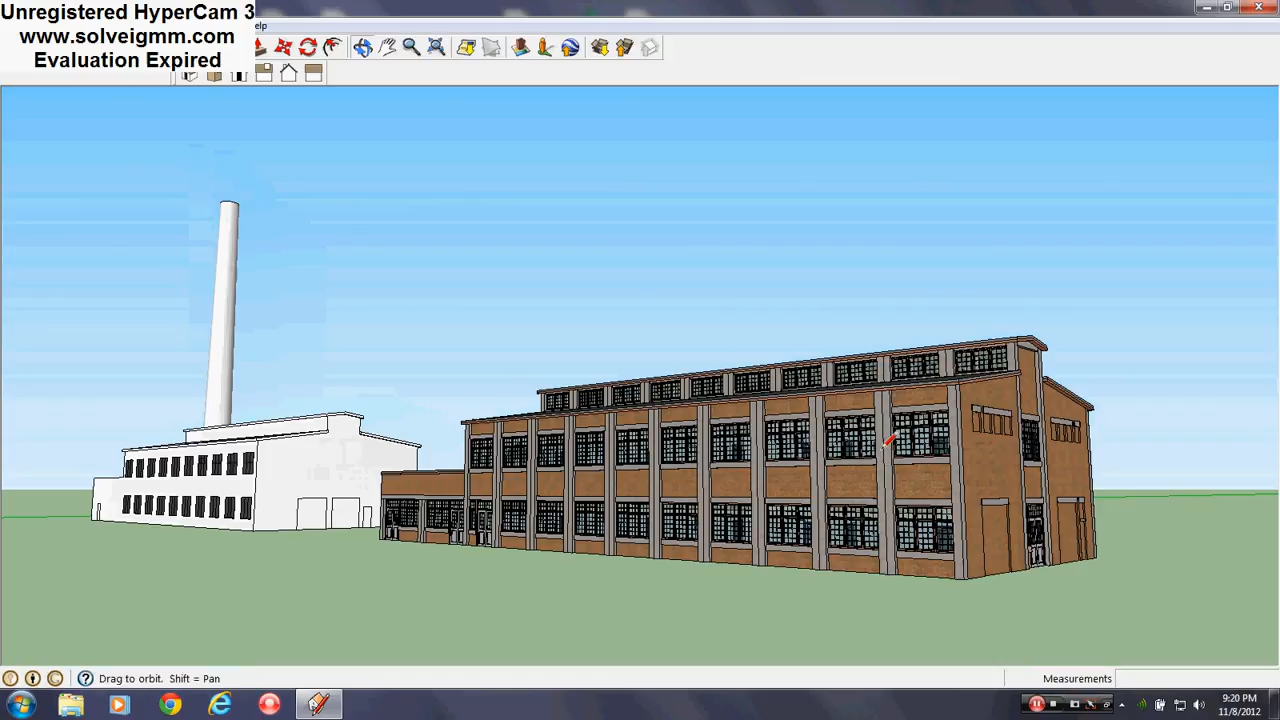 Unregistered HyperCam 3
www.solveigmm.com
Evaluation Expired
elp
Drag to orbit. Shift = Pan
Measurements
9:20 PM
11/8/2012